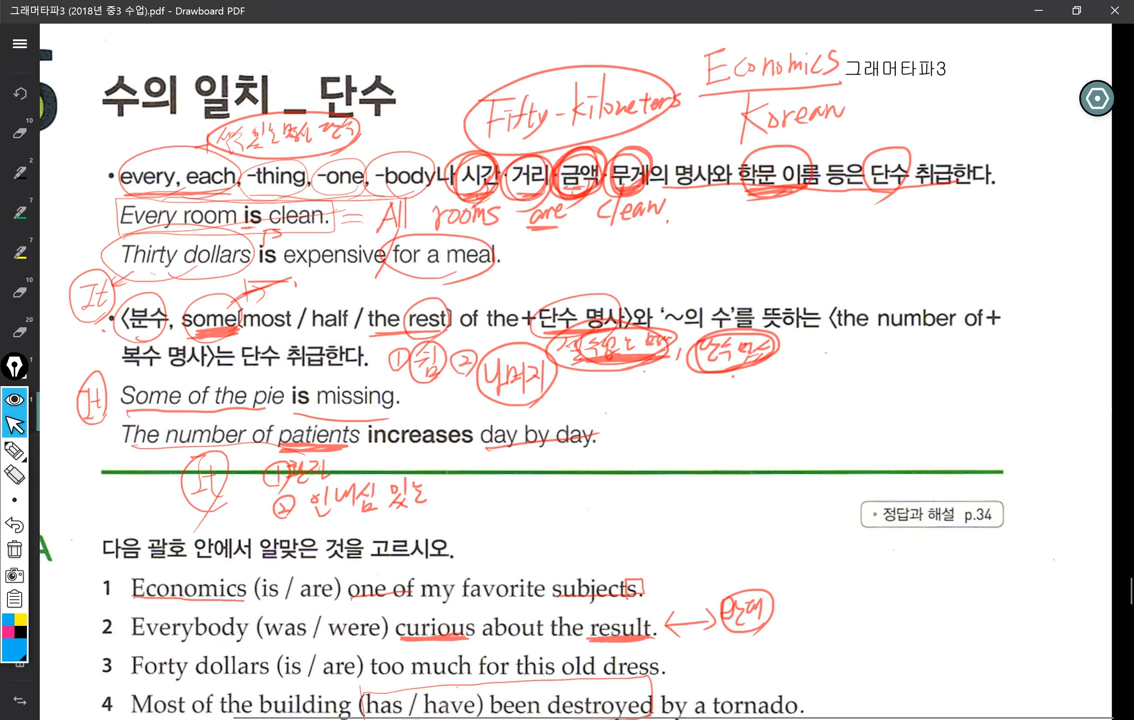 그래머타파3 (2018년 중3 수업).pdf - Drawboard PDF
Economics 그래머타파3
Korean
Fifty-kilometers
수의 일치 _ 단수
셀수 있는 명사 단수
• every, each, -thing, -one, -body나 시간·거리·금액·무게의 명사와 학문 이름 등은 단수 취급한다.
Every room is clean. = All rooms are clean.
Thirty dollars is expensive for a meal.
It
• 〈분수, some[most / half / the rest] of the+단수 명사〉와 '~의 수'를 뜻하는 〈the number of+
복수 명사〉는 단수 취급한다. ① 쉼 ② 나머지
It Some of the pie is missing.
The number of patients increases day by day.
It ① 환자
② 인내심 있는
• 정답과 해설 p.34
A 다음 괄호 안에서 알맞은 것을 고르시오.
1 Economics (is / are) one of my favorite subjects.
2 Everybody (was / were) curious about the result.
3 Forty dollars (is / are) too much for this old dress.
4 Most of the building (has / have) been destroyed by a tornado.